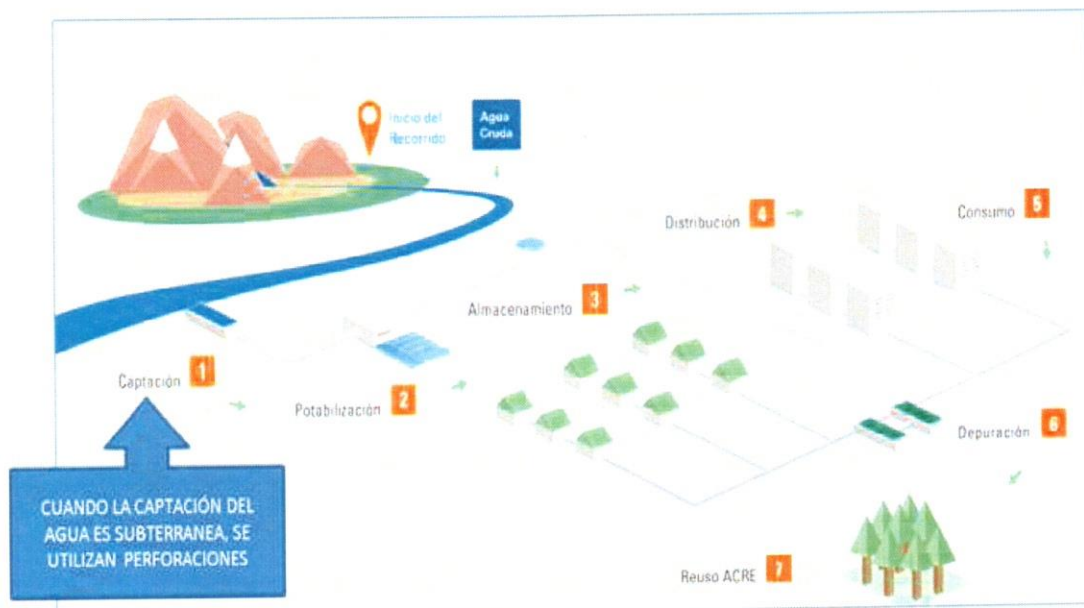 Inicio del
Recorrido
Agua
Cruda
Distribución 4
Consumo 5
Almacenamiento 3
Captación 1
Potabilización 2
Depuración 6
CUANDO LA CAPTACIÓN DEL
AGUA ES SUBTERRANEA, SE
UTILIZAN PERFORACIONES
Reuso ACRE 7